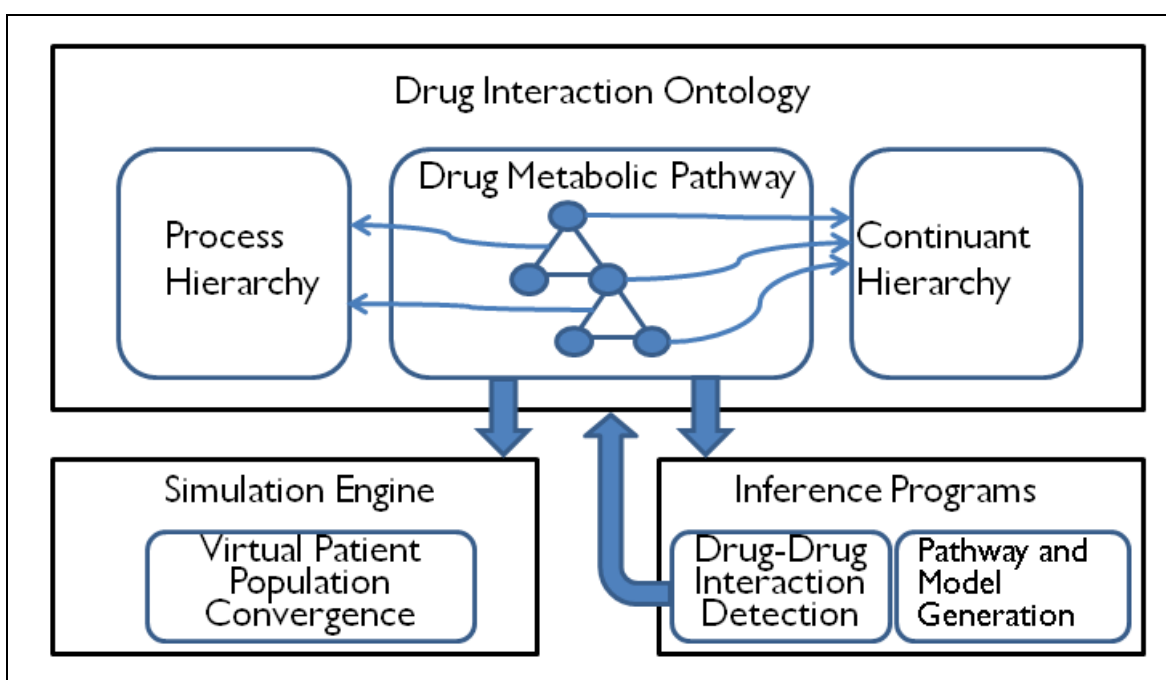 Drug Interaction Ontology
Process
Hierarchy
Drug Metabolic Pathway
Continuant
Hierarchy
Simulation Engine
Virtual Patient
Population
Convergence
Inference Programs
Drug-Drug
Interaction
Detection
Pathway and
Model
Generation